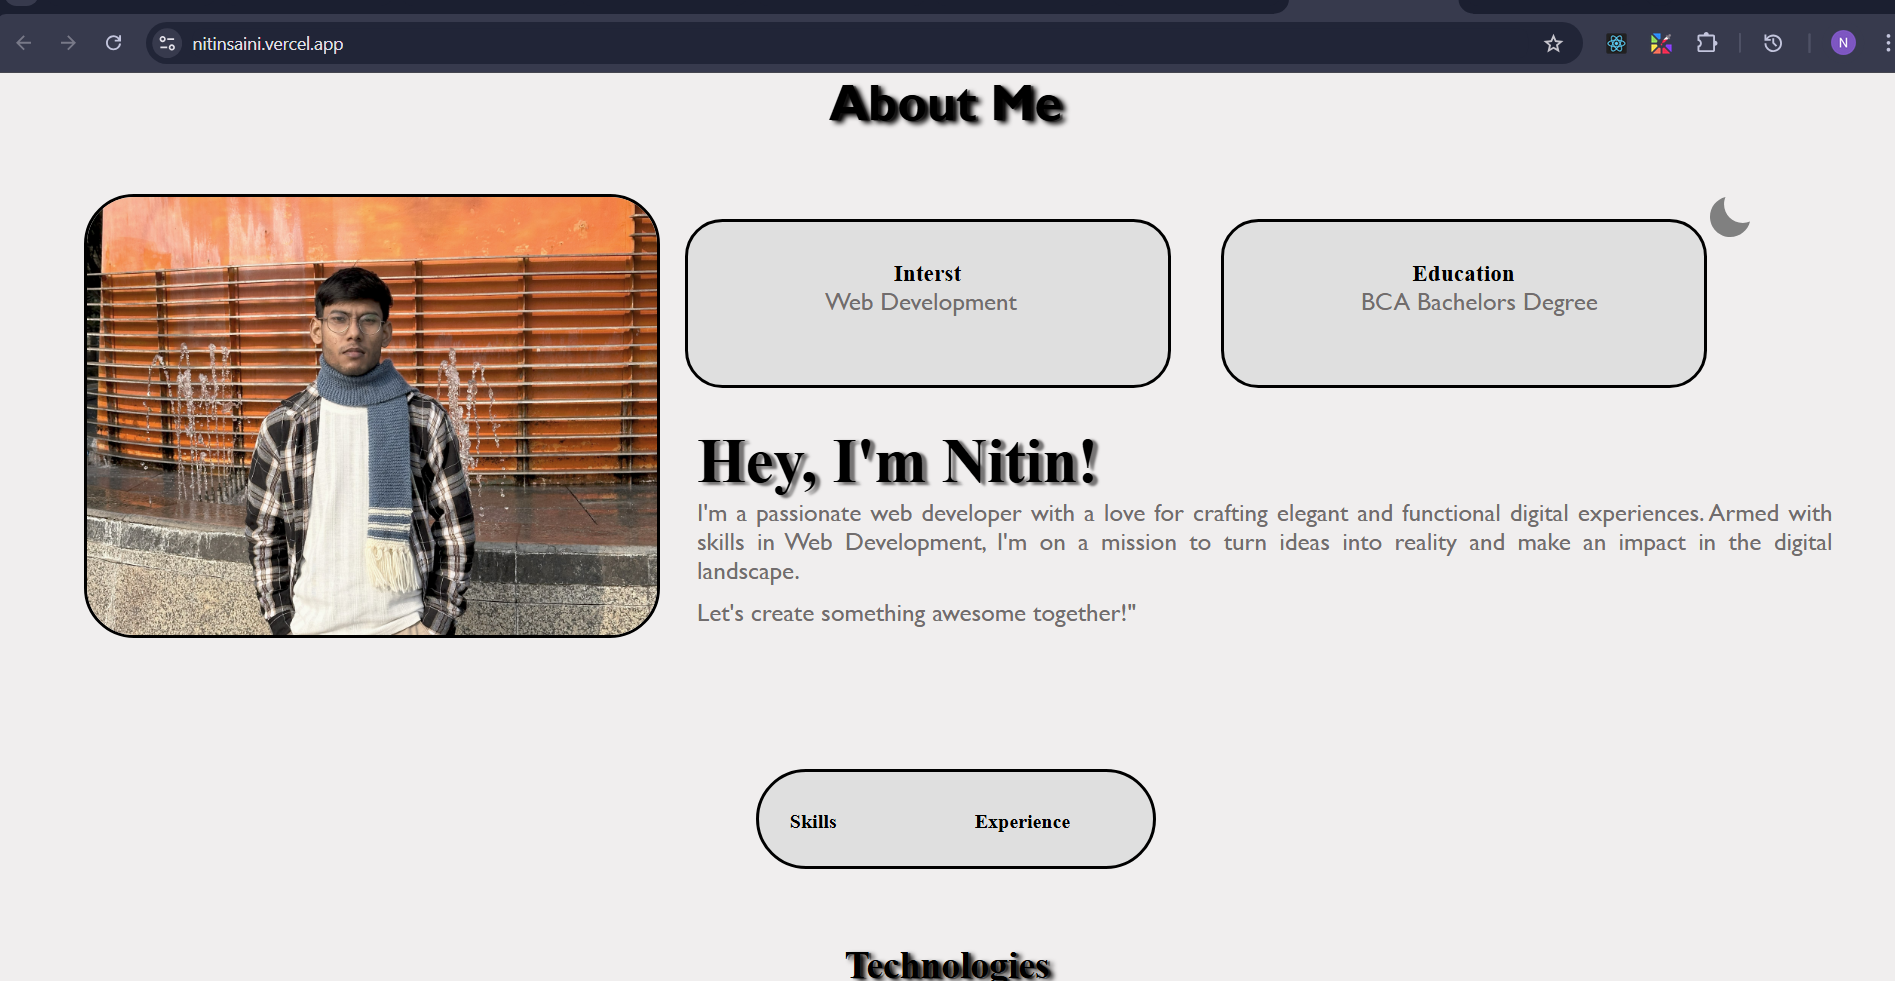 nitinsaini.vercel.app
N
About Me
Interst
Web Development
Education
BCA Bachelors Degree
Hey, I'm Nitin!
I'm a passionate web developer with a love for crafting elegant and functional digital experiences. Armed with
skills in Web Development, I'm on a mission to turn ideas into reality and make an impact in the digital
landscape.
Let's create something awesome together!"
Skills
Experience
Technologies